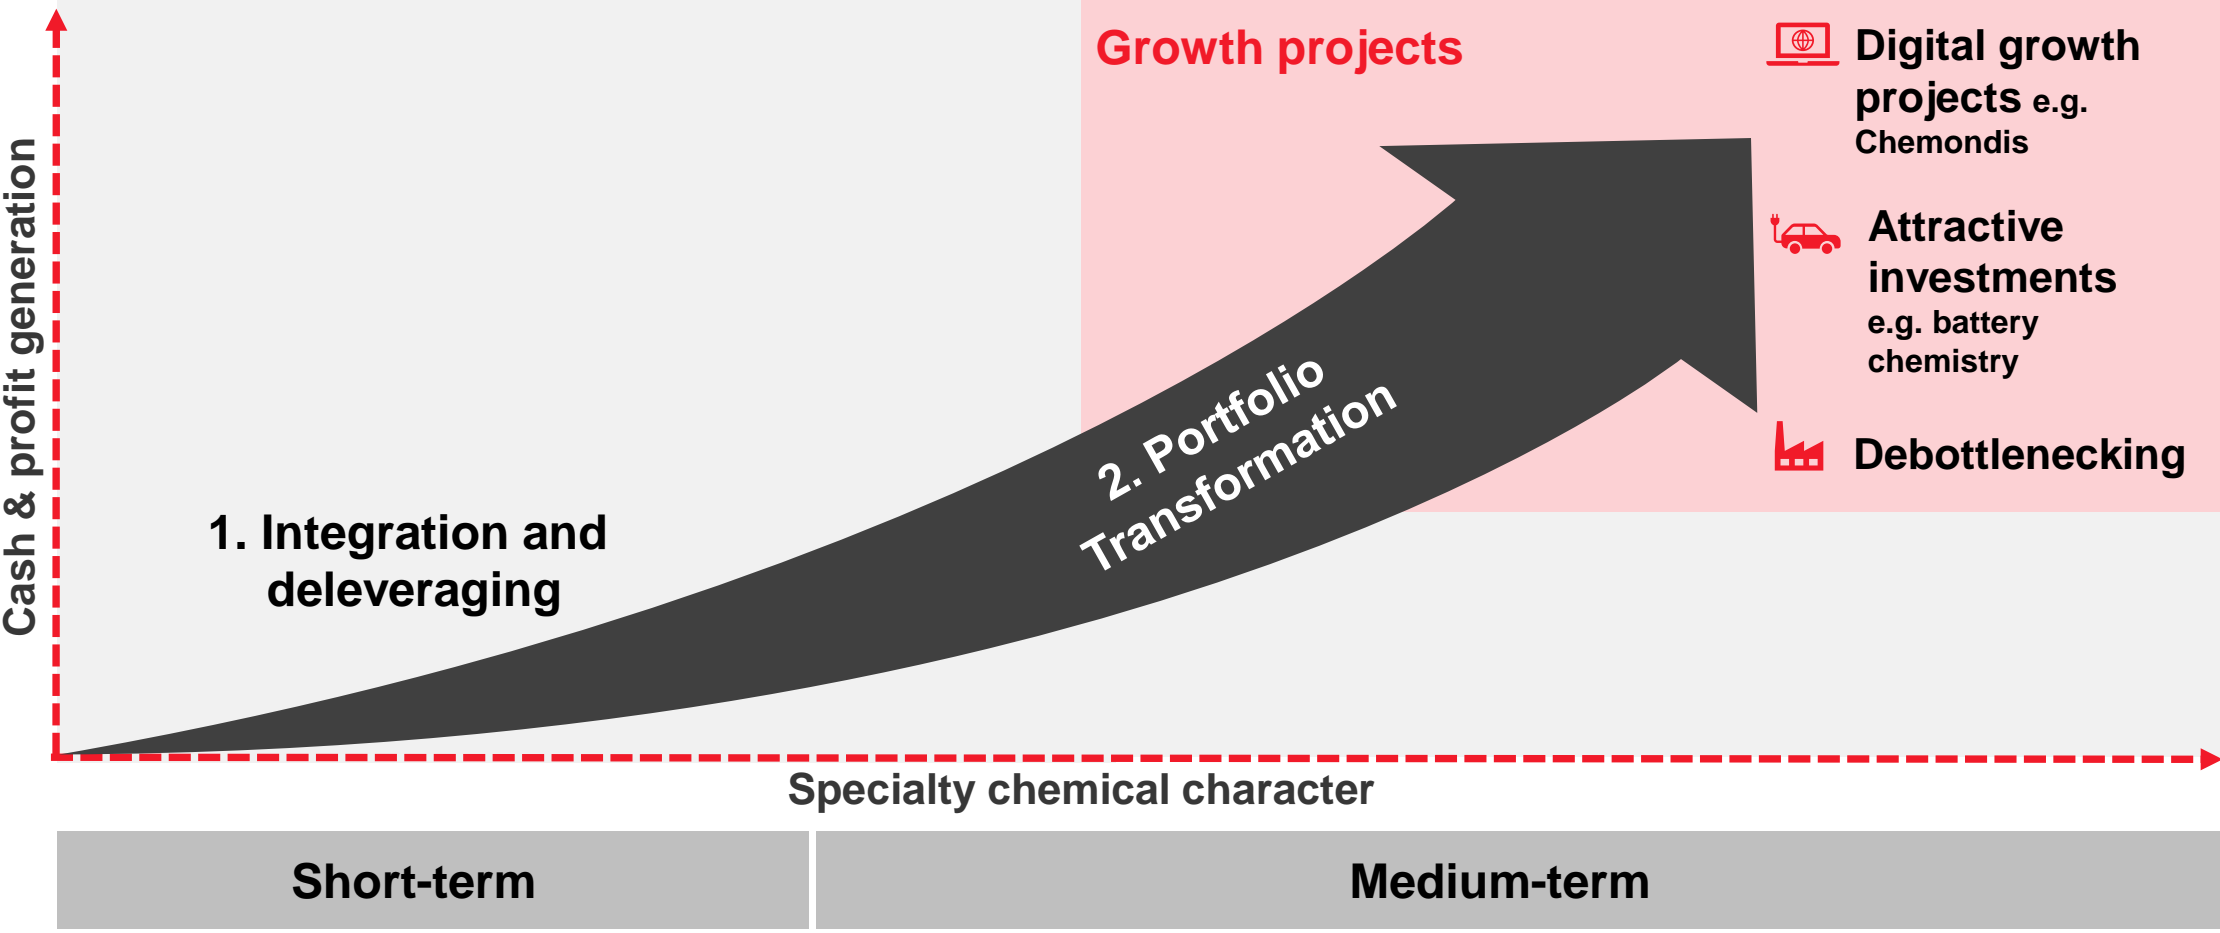 Cash & profit generation
Growth projects
Digital growth
projects e.g.
Chemondis
Attractive
investments
e.g. battery
chemistry
Debottlenecking
1. Integration and
deleveraging
2. Portfolio
Transformation
Specialty chemical character
Short-term
Medium-term